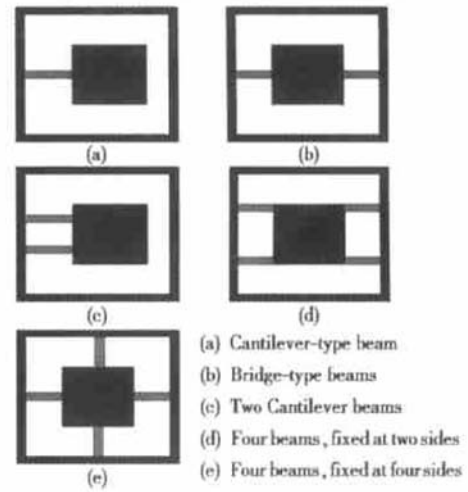 (a)
(b)
(c)
(d)
(e)
(a) Cantilever-type beam
(b) Bridge-type beams
(c) Two Cantilever beams
(d) Four beams, fixed at two sides
(e) Four beams, fixed at four sides